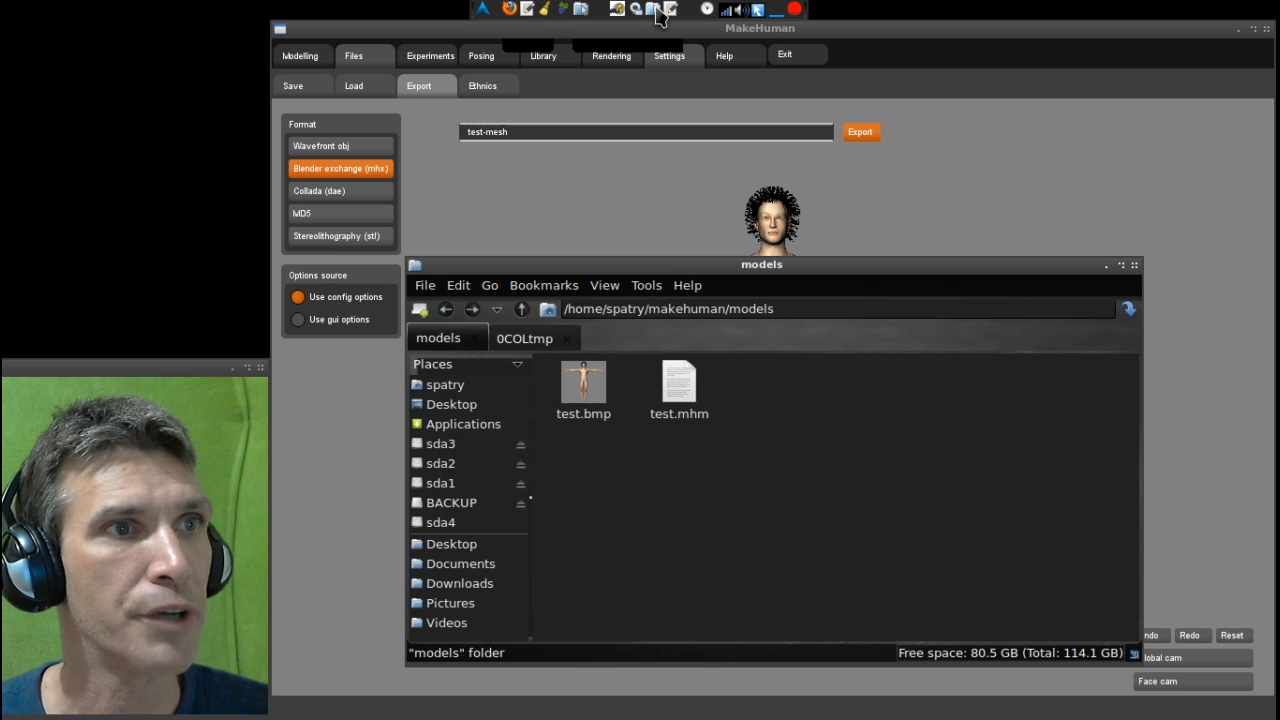 MakeHuman
Modelling Files Experiments Posing Library Rendering Settings Help Exit
Save Load Export Ethnics
Format
Wavefront obj
Blender exchange (mhx)
Collada (dae)
MD5
Stereolithography (stl)
test-mesh Export
Options source
Use config options
Use gui options
models
File Edit Go Bookmarks View Tools Help
/home/spatry/makehuman/models
models 0COLtmp
Places
spatry
Desktop
Applications
sda3
sda2
sda1
BACKUP
sda4
Desktop
Documents
Downloads
Pictures
Videos
test.bmp test.mhm
"models" folder Free space: 80.5 GB (Total: 114.1 GB)
ndo Redo Reset
lobal cam
Face cam